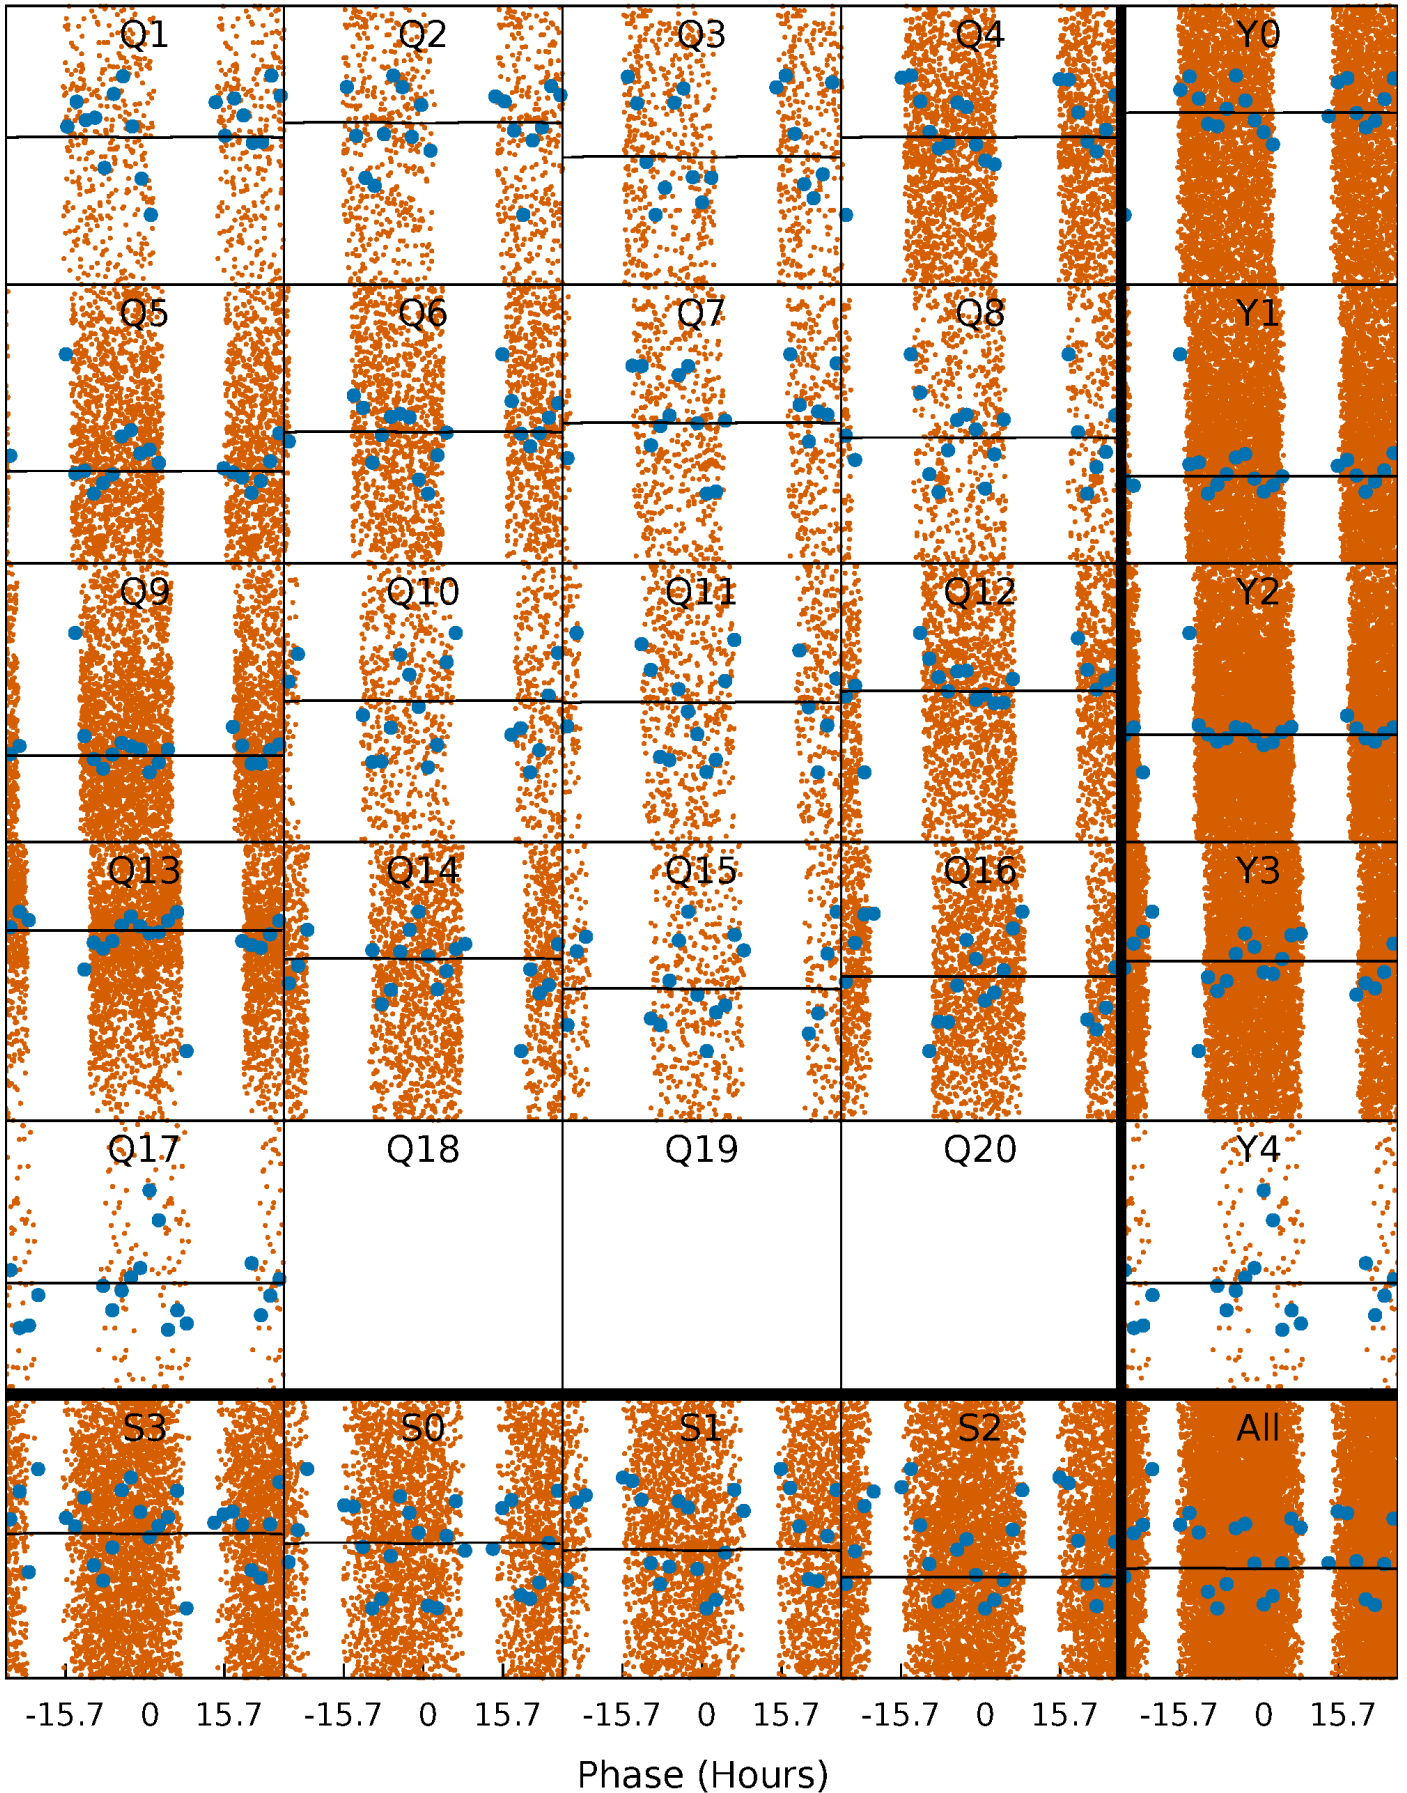 Q1 Q2 Q3 Q4 Y0
Q5 Q6 Q7 Q8 Y1
Q9 Q10 Q11 Q12 Y2
Q13 Q14 Q15 Q16 Y3
Q17 Q18 Q19 Q20 Y4
S3 S0 S1 S2 All
-15.7 0 15.7 -15.7 0 15.7 -15.7 0 15.7 -15.7 0 15.7 -15.7 0 15.7
Phase (Hours)